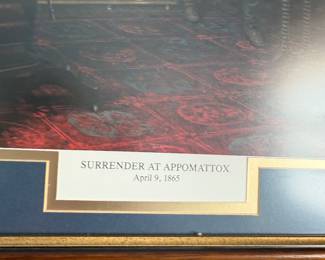 SURRENDER AT APPOMATTOX
April 9, 1865